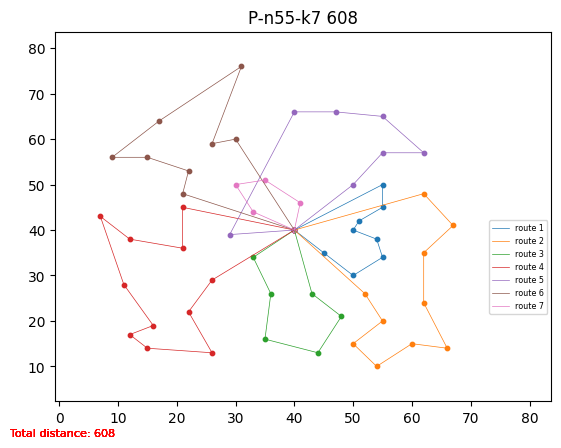 P-n55-k7 608
80
70
60
50
40
30
20
10
0 10 20 30 40 50 60 70 80
route 1
route 2
route 3
route 4
route 5
route 6
route 7
Total distance: 608